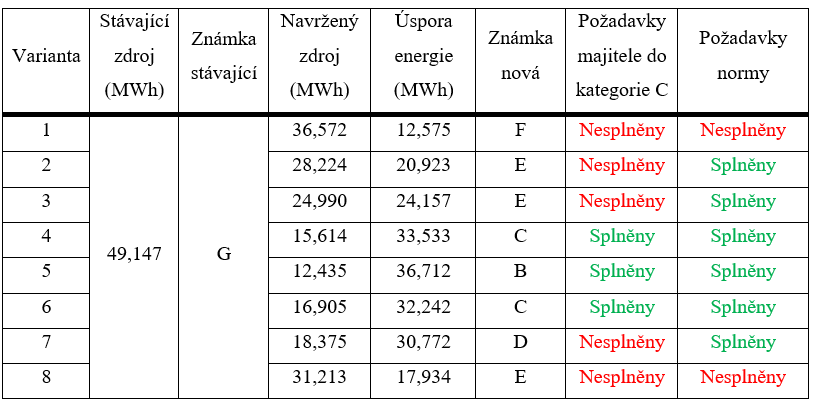 Varianta Stávající zdroj (MWh) Známka stávající Navržený zdroj (MWh) Úspora energie (MWh) Známka nová Požadavky majitele do kategorie C Požadavky normy
1 49,147 G 36,572 12,575 F Nesplněny Nesplněny
2 28,224 20,923 E Nesplněny Splněny
3 24,990 24,157 E Nesplněny Splněny
4 15,614 33,533 C Splněny Splněny
5 12,435 36,712 B Splněny Splněny
6 16,905 32,242 C Splněny Splněny
7 18,375 30,772 D Nesplněny Splněny
8 31,213 17,934 E Nesplněny Nesplněny